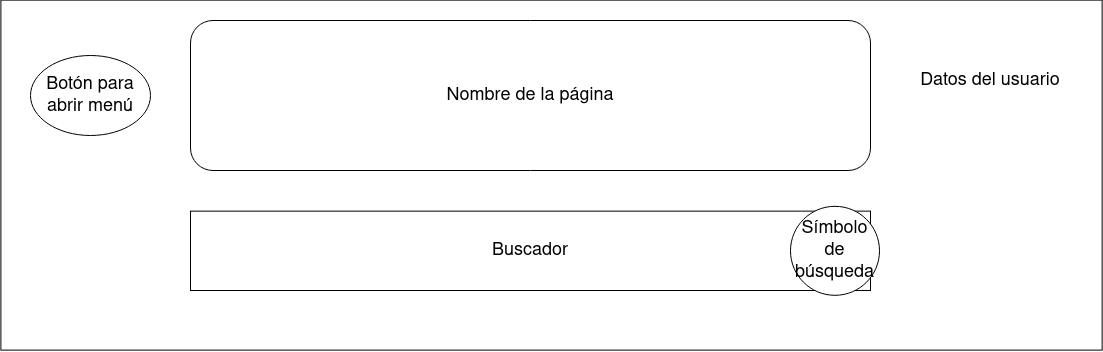 Botón para
abrir menú
Nombre de la página
Datos del usuario
Buscador
Símbolo
de
búsqueda